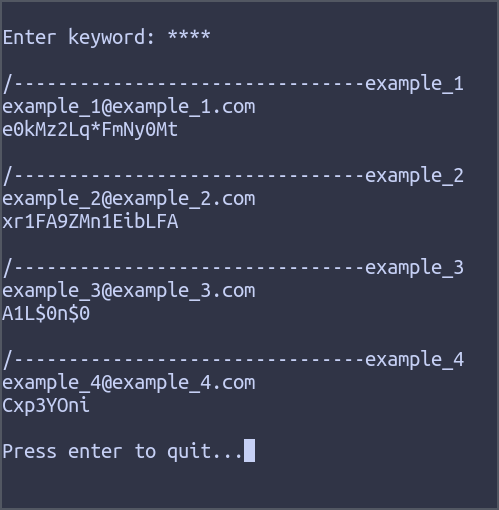 Enter keyword: ****
/--------------------------------example_1
example_1@example_1.com
e0kMz2Lq*FmNy0Mt
/--------------------------------example_2
example_2@example_2.com
xr1FA9ZMn1EibLFA
/--------------------------------example_3
example_3@example_3.com
A1L$0n$0
/--------------------------------example_4
example_4@example_4.com
Cxp3YOni
Press enter to quit...